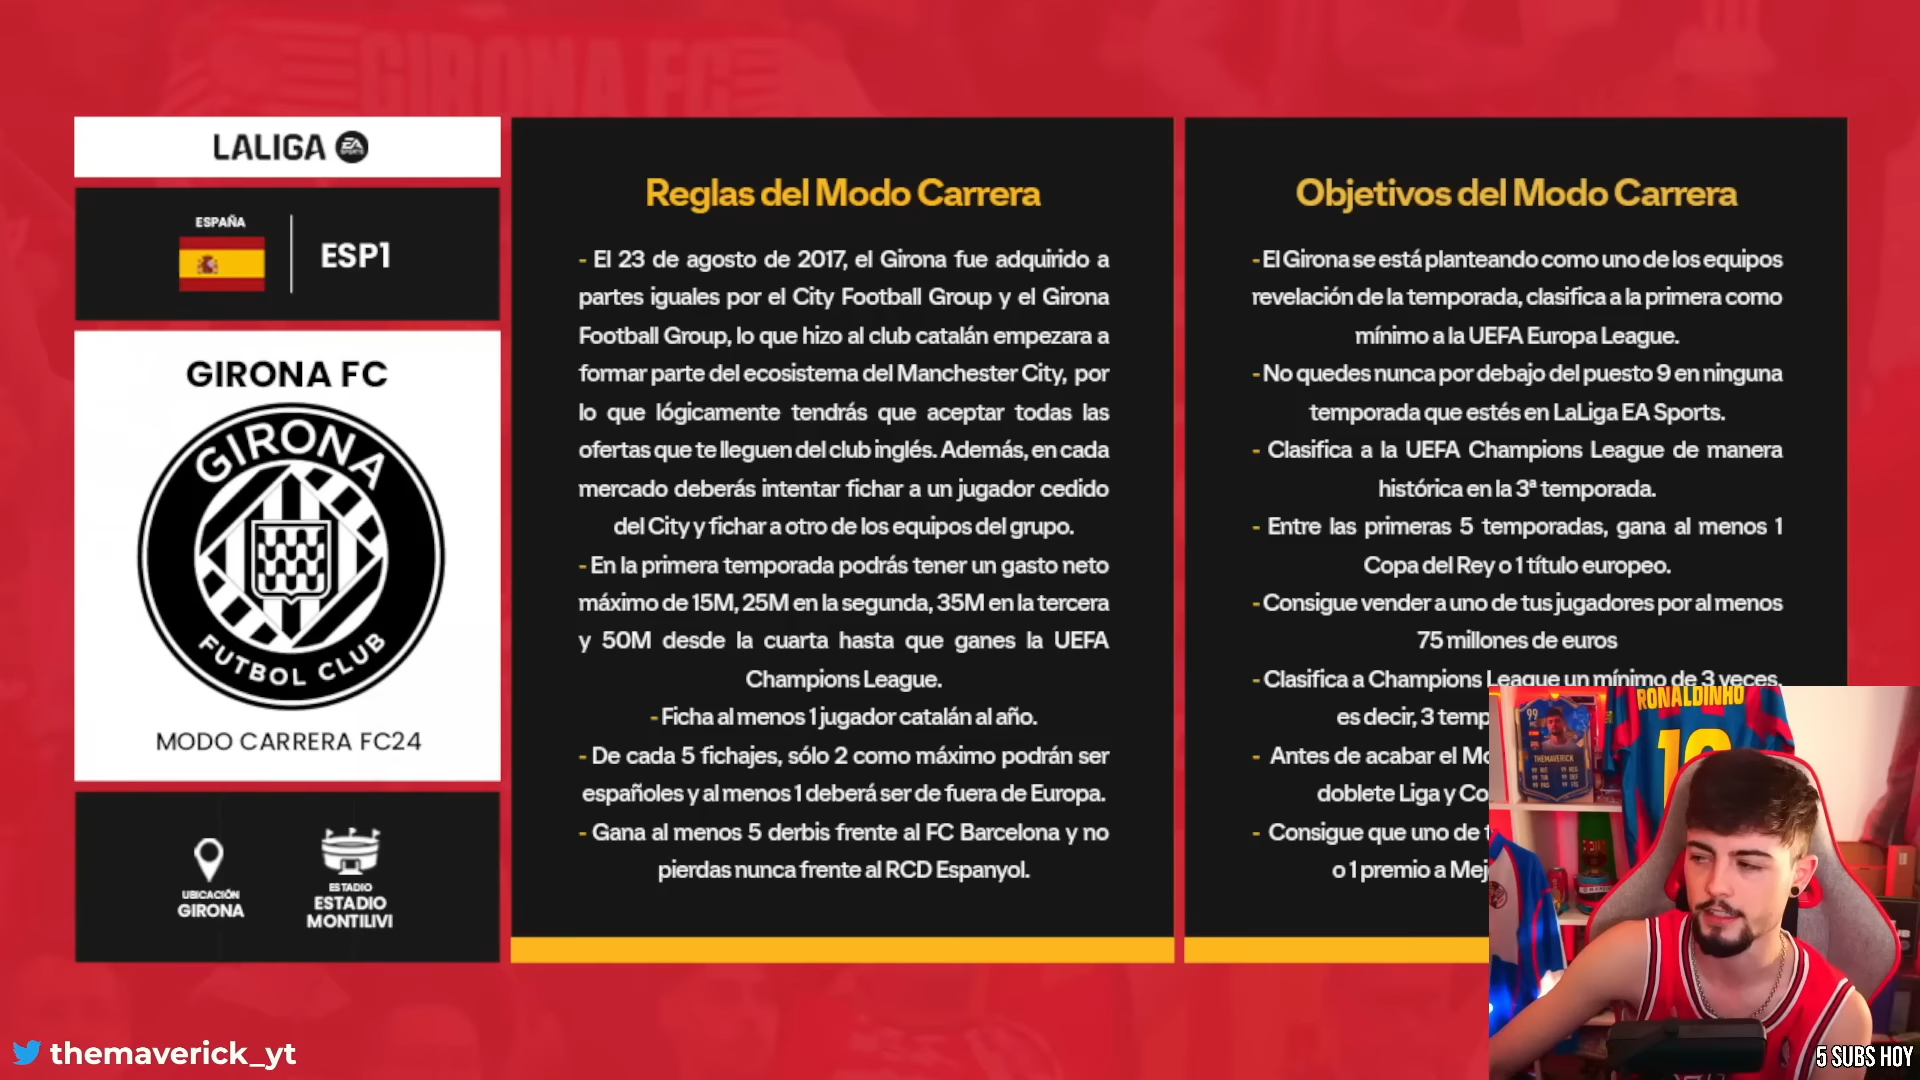 GIRONA FC
LALIGA
ESPAÑA
ESP1
GIRONA FC
GIRONA
FUTBOL CLUB
MODO CARRERA FC24
UBICACIÓN
GIRONA
ESTADIO
ESTADIO
MONTILIVI
Reglas del Modo Carrera
- El 23 de agosto de 2017, el Girona fue adquirido a
partes iguales por el City Football Group y el Girona
Football Group, lo que hizo al club catalán empezara a
formar parte del ecosistema del Manchester City, por
lo que lógicamente tendrás que aceptar todas las
ofertas que te lleguen del club inglés. Además, en cada
mercado deberás intentar fichar a un jugador cedido
del City y fichar a otro de los equipos del grupo.
- En la primera temporada podrás tener un gasto neto
máximo de 15M, 25M en la segunda, 35M en la tercera
y 50M desde la cuarta hasta que ganes la UEFA
Champions League.
- Ficha al menos 1 jugador catalán al año.
- De cada 5 fichajes, sólo 2 como máximo podrán ser
españoles y al menos 1 deberá ser de fuera de Europa.
- Gana al menos 5 derbis frente al FC Barcelona y no
pierdas nunca frente al RCD Espanyol.
Objetivos del Modo Carrera
- El Girona se está planteando como uno de los equipos
revelación de la temporada, clasifica a la primera como
mínimo a la UEFA Europa League.
- No quedes nunca por debajo del puesto 9 en ninguna
temporada que estés en LaLiga EA Sports.
- Clasifica a la UEFA Champions League de manera
histórica en la 3ª temporada.
- Entre las primeras 5 temporadas, gana al menos 1
Copa del Rey o 1 título europeo.
- Consigue vender a uno de tus jugadores por al menos
75 millones de euros
- Clasifica a Champions League un mínimo de 3 veces,
es decir, 3 temp
- Antes de acabar el Mo
doblete Liga y Co
- Consigue que uno de t
o 1 premio a Mej
RONALDINHO
99
THEMAVERICK
themaverick_yt
5 SUBS HOY